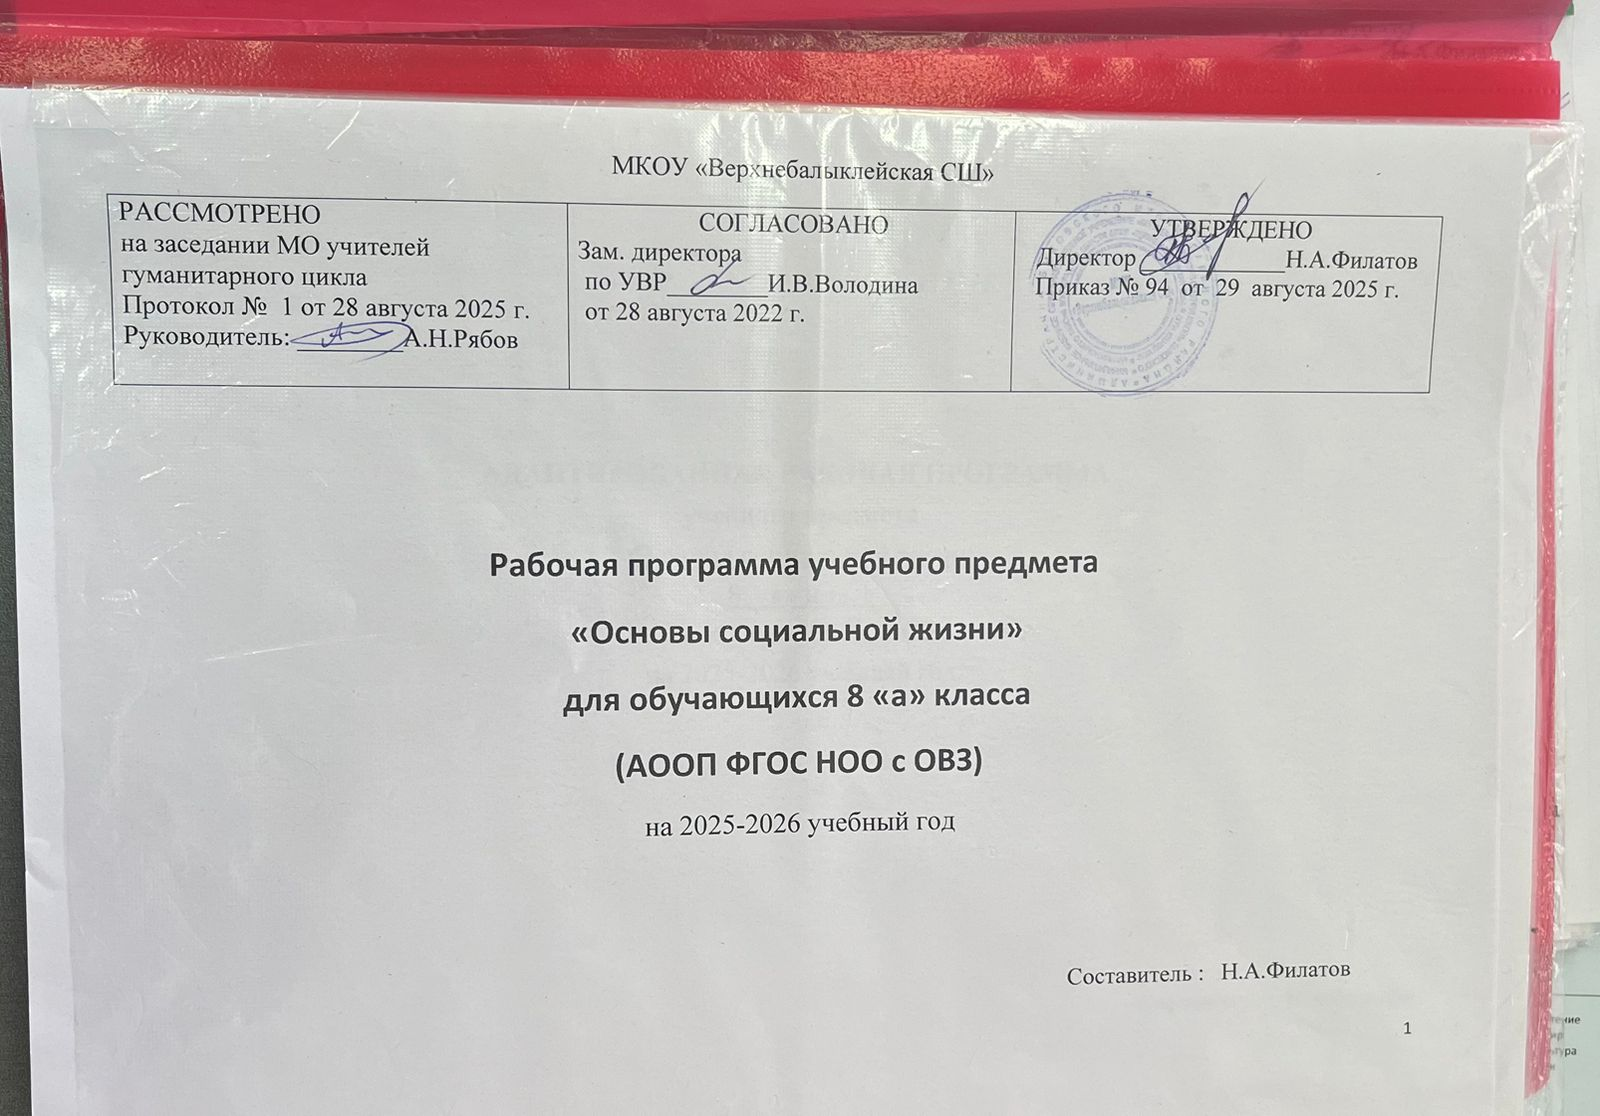 МКОУ «Верхнебалыклейская СШ»
РАССМОТРЕНО
на заседании МО учителей
гуманитарного цикла
Протокол № 1 от 28 августа 2025 г.
Руководитель:_________А.Н.Рябов
СОГЛАСОВАНО
Зам. директора
по УВР________И.В.Володина
от 28 августа 2022 г.
УТВЕРЖДЕНО
Директор ____________Н.А.Филатов
Приказ № 94 от 29 августа 2025 г.
Рабочая программа учебного предмета
«Основы социальной жизни»
для обучающихся 8 «а» класса
(АООП ФГОС НОО с ОВЗ)
на 2025-2026 учебный год
Составитель : Н.А.Филатов
1